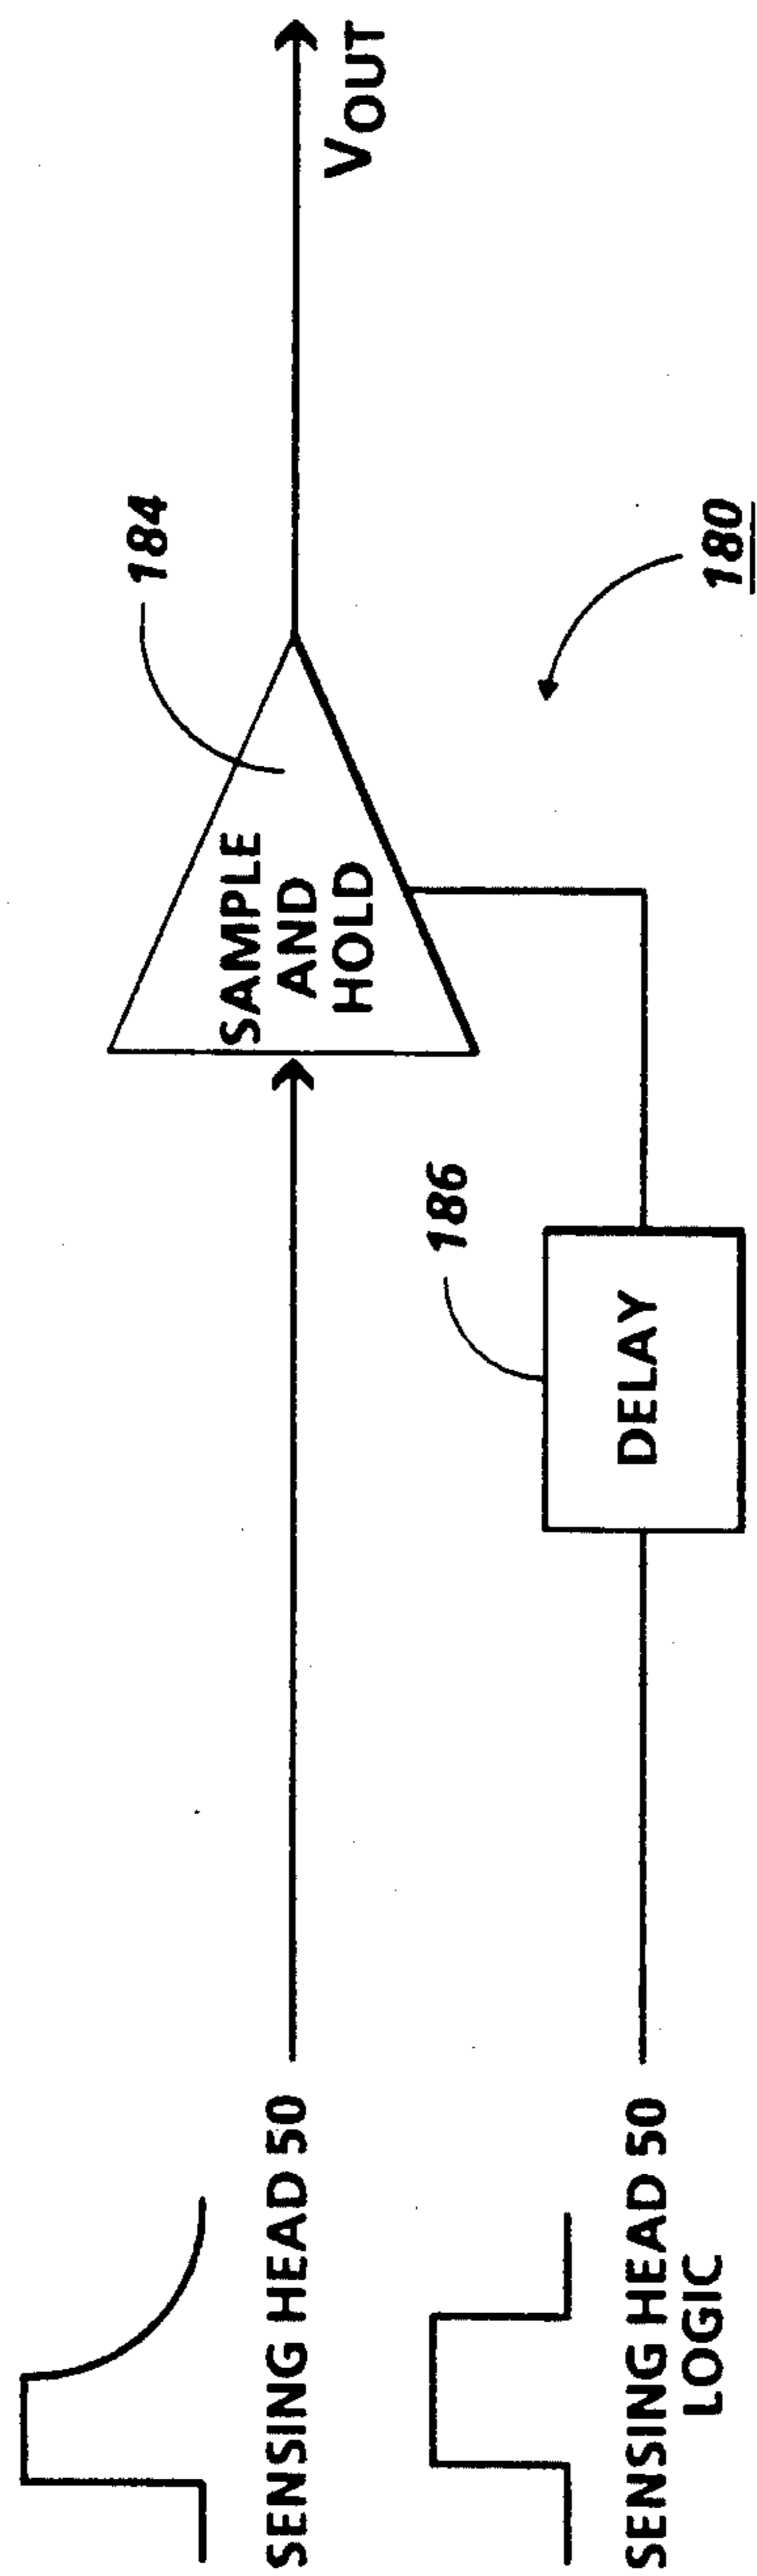 SENSING HEAD 50
SENSING HEAD 50
LOGIC
186
DELAY
SAMPLE
AND
HOLD
184
180
VOUT